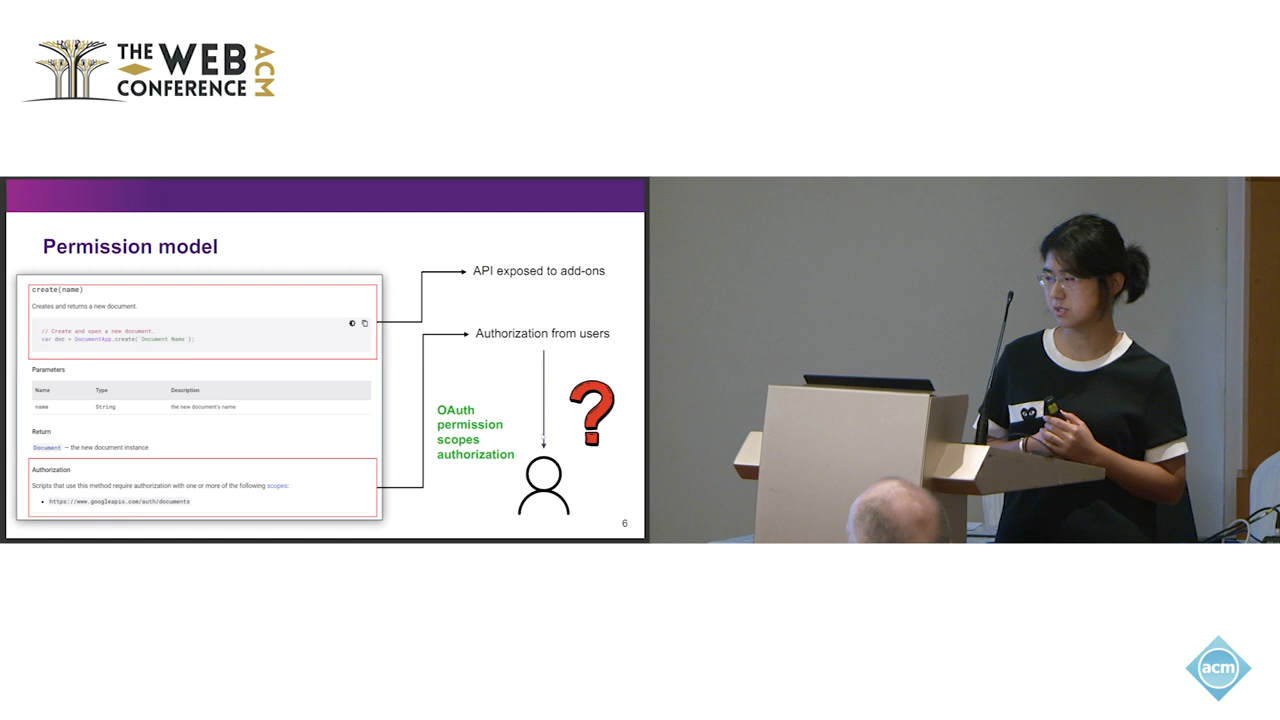 THE WEB
CONFERENCE
ACM
Permission model
create(name)
Creates and returns a new document.
// Create and open a new document.
var doc = DocumentApp.create('Document Name');
Parameters
Name Type Description
name String the new document's name
Return
Document — the new document instance
Authorization
Scripts that use this method require authorization with one or more of the following scopes:
• https://www.googleapis.com/auth/documents
API exposed to add-ons
Authorization from users
OAuth
permission
scopes
authorization
?
6
acm